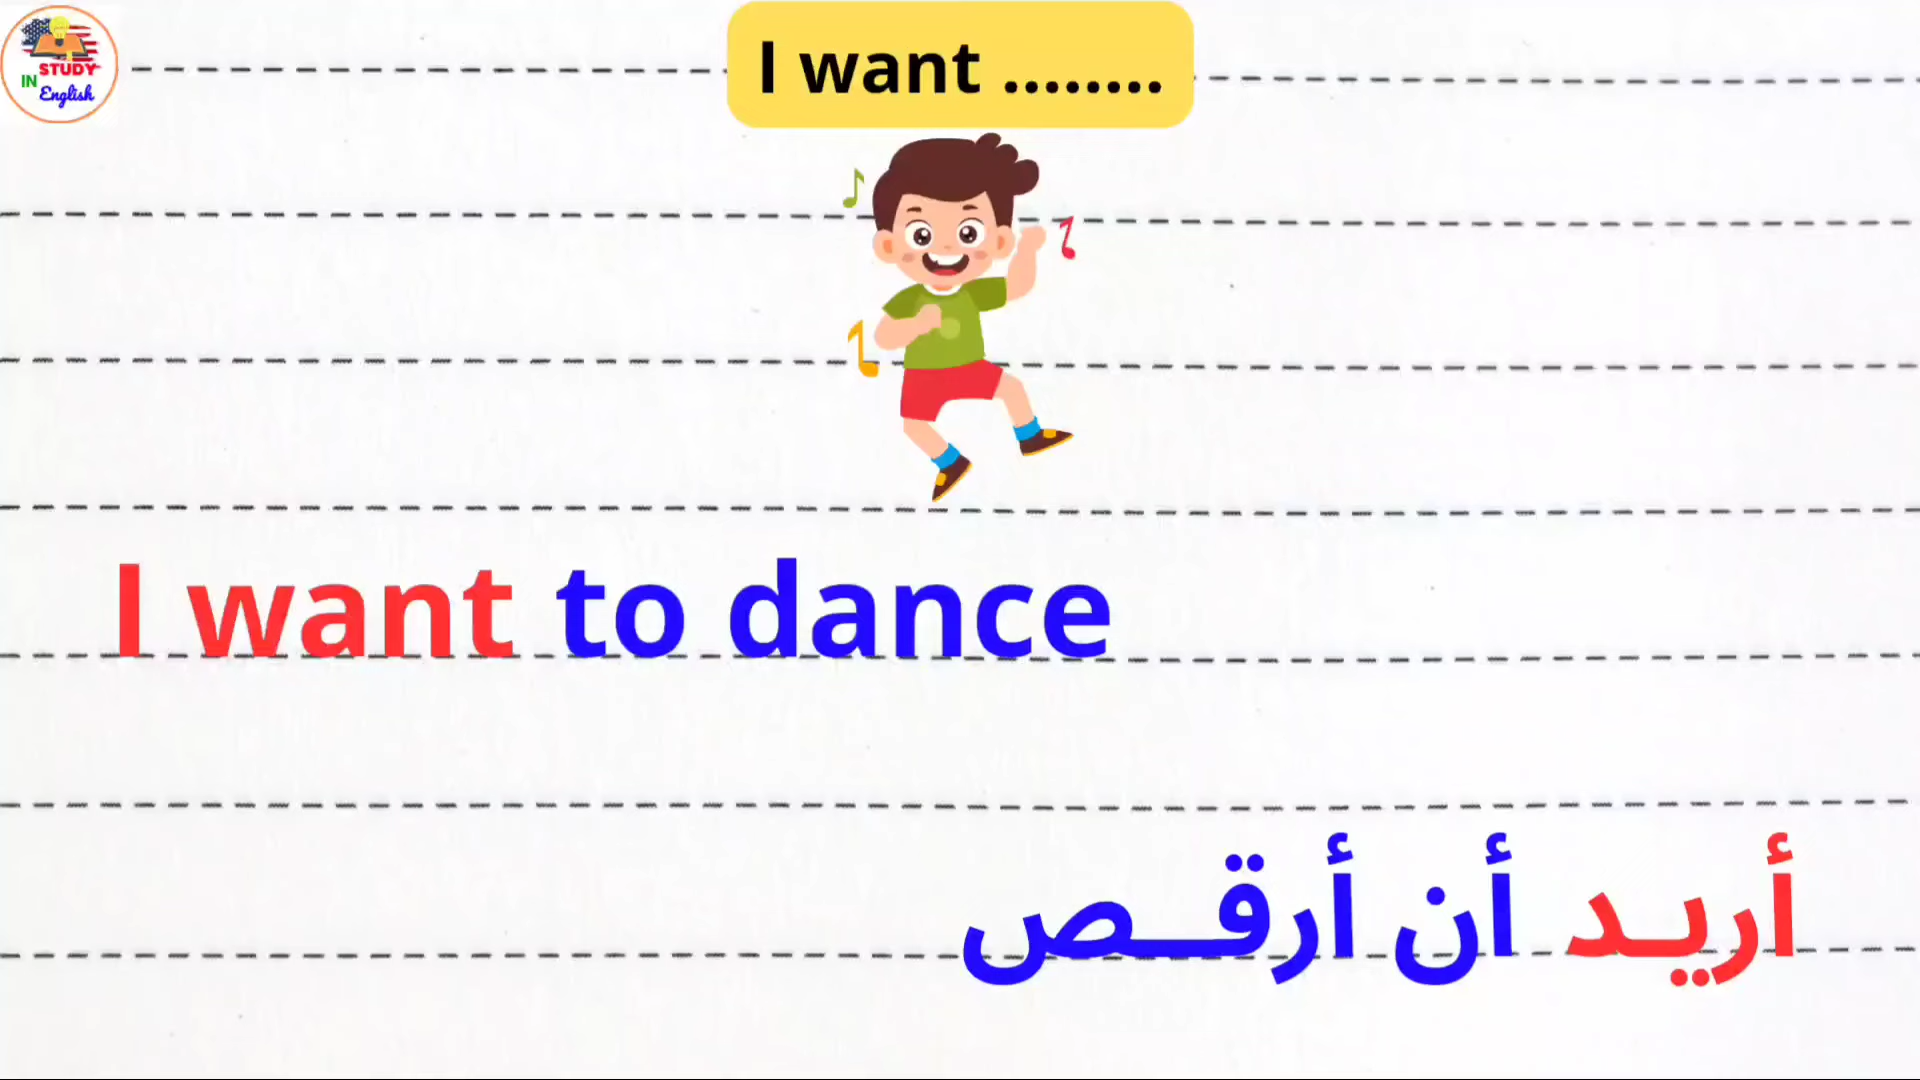 STUDY
IN
English
I want ........
I want to dance
أريـد أن أرقــص